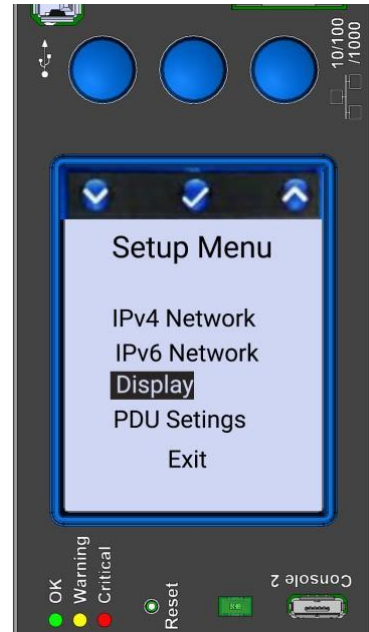 10/100
/1000
Setup Menu
IPv4 Network
IPv6 Network
Display
PDU Setings
Exit
OK
Warning
Critical
Reset
Console 2